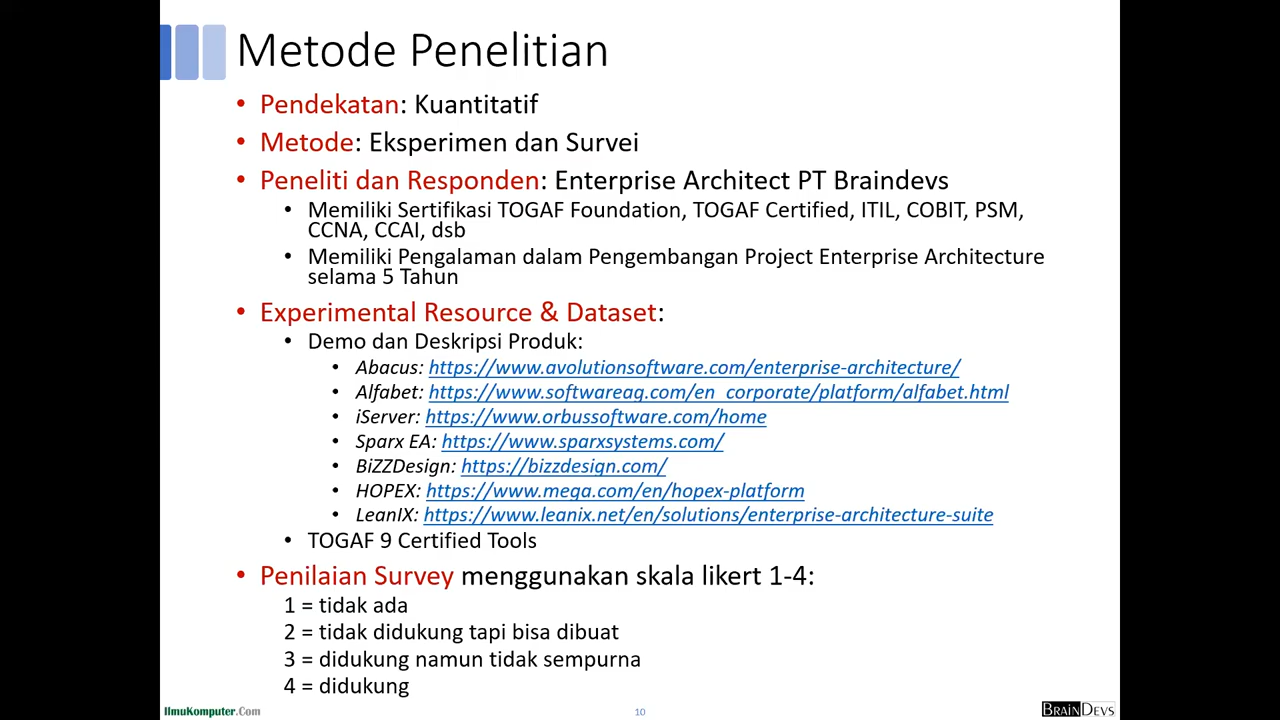 Metode Penelitian
• Pendekatan: Kuantitatif
• Metode: Eksperimen dan Survei
• Peneliti dan Responden: Enterprise Architect PT Braindevs
• Memiliki Sertifikasi TOGAF Foundation, TOGAF Certified, ITIL, COBIT, PSM,
CCNA, CCAI, dsb
• Memiliki Pengalaman dalam Pengembangan Project Enterprise Architecture
selama 5 Tahun
• Experimental Resource & Dataset:
• Demo dan Deskripsi Produk:
• Abacus: https://www.avolutionsoftware.com/enterprise-architecture/
• Alfabet: https://www.softwareag.com/en_corporate/platform/alfabet.html
• iServer: https://www.orbussoftware.com/home
• Sparx EA: https://www.sparxsystems.com/
• BiZZDesign: https://bizzdesign.com/
• HOPEX: https://www.mega.com/en/hopex-platform
• LeanIX: https://www.leanix.net/en/solutions/enterprise-architecture-suite
• TOGAF 9 Certified Tools
• Penilaian Survey menggunakan skala likert 1-4:
1 = tidak ada
2 = tidak didukung tapi bisa dibuat
3 = didukung namun tidak sempurna
4 = didukung
IlmuKomputer.Com
10
BRAINDEVS